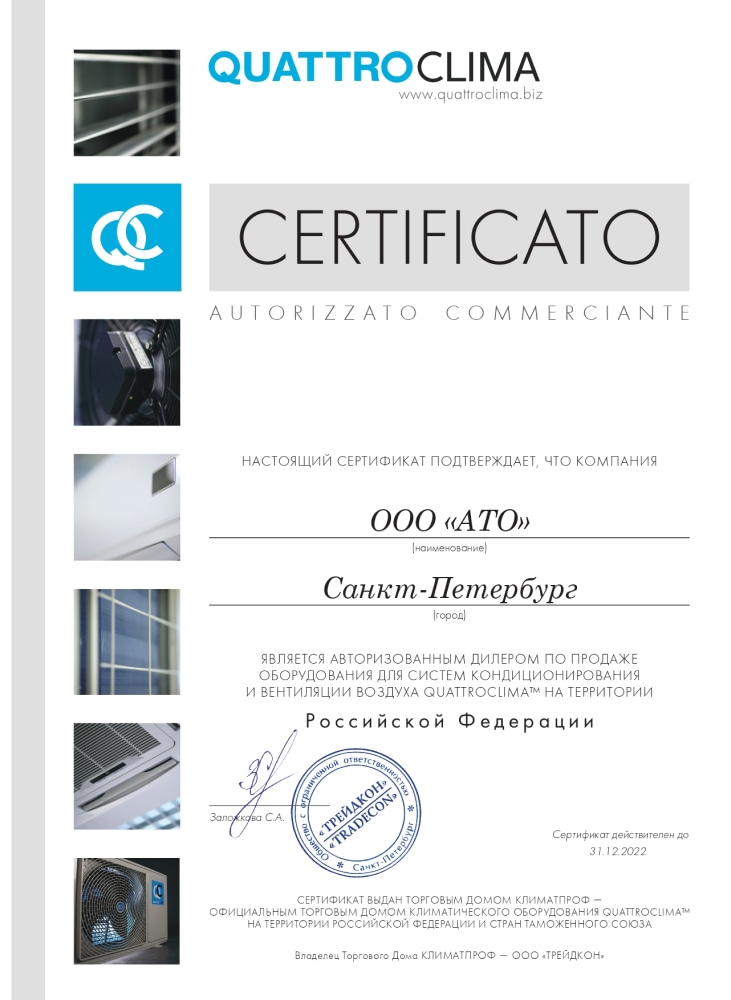 QUATTROCLIMA
www.quattroclima.biz
QC
CERTIFICATO
AUTORIZZATO COMMERCIANTE
НАСТОЯЩИЙ СЕРТИФИКАТ ПОДТВЕРЖДАЕТ, ЧТО КОМПАНИЯ
ООО «АТО»
(наименование)
Санкт-Петербург
(город)
ЯВЛЯЕТСЯ АВТОРИЗОВАННЫМ ДИЛЕРОМ ПО ПРОДАЖЕ
ОБОРУДОВАНИЯ ДЛЯ СИСТЕМ КОНДИЦИОНИРОВАНИЯ
И ВЕНТИЛЯЦИИ ВОЗДУХА QUATTROCLIMA™ НА ТЕРРИТОРИИ
Российской Федерации
Заложкова С.А.
Общество с ограниченной ответственностью
«ТРЕЙДКОН»
«TRADECON»
* Санкт-Петербург *
Сертификат действителен до
31.12.2022
СЕРТИФИКАТ ВЫДАН ТОРГОВЫМ ДОМОМ КЛИМАТПРОФ —
ОФИЦИАЛЬНЫМ ТОРГОВЫМ ДОМОМ КЛИМАТИЧЕСКОГО ОБОРУДОВАНИЯ QUATTROCLIMA™
НА ТЕРРИТОРИИ РОССИЙСКОЙ ФЕДЕРАЦИИ И СТРАН ТАМОЖЕННОГО СОЮЗА
Владелец Торгового Дома КЛИМАТПРОФ — ООО «ТРЕЙДКОН»